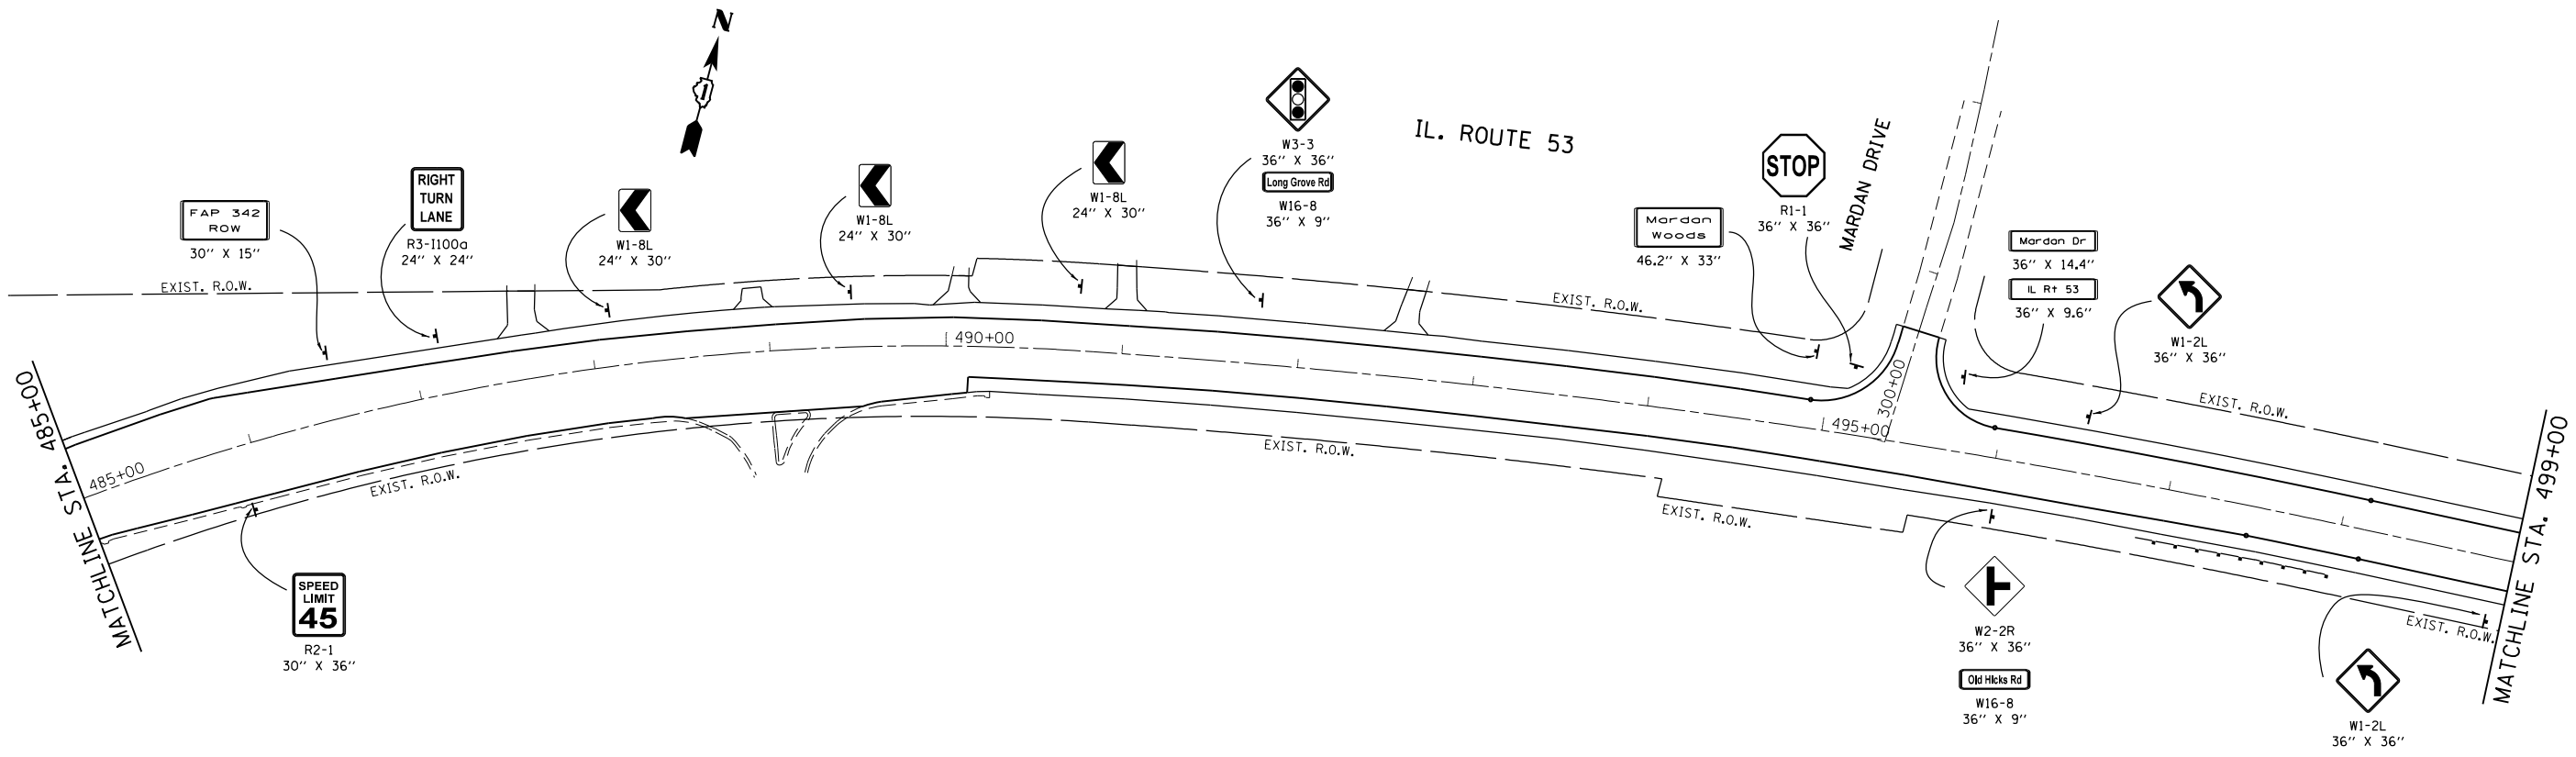 N
1
IL. ROUTE 53
FAP 342
ROW
30" X 15"
RIGHT
TURN
LANE
R3-I100a
24" X 24"
W1-8L
24" X 30"
W1-8L
24" X 30"
W1-8L
24" X 30"
W3-3
36" X 36"
Long Grove Rd
W16-8
36" X 9"
Mardan
Woods
46.2" X 33"
STOP
R1-1
36" X 36"
MARDAN DRIVE
Mardan Dr
36" X 14.4"
IL Rt 53
36" X 9.6"
W1-2L
36" X 36"
EXIST. R.O.W.
EXIST. R.O.W.
EXIST. R.O.W.
MATCHLINE STA. 485+00
485+00
490+00
495+00
300+00
EXIST. R.O.W.
EXIST. R.O.W.
EXIST. R.O.W.
EXIST. R.O.W.
MATCHLINE STA. 499+00
SPEED
LIMIT
45
R2-1
30" X 36"
W2-2R
36" X 36"
Old Hicks Rd
W16-8
36" X 9"
W1-2L
36" X 36"